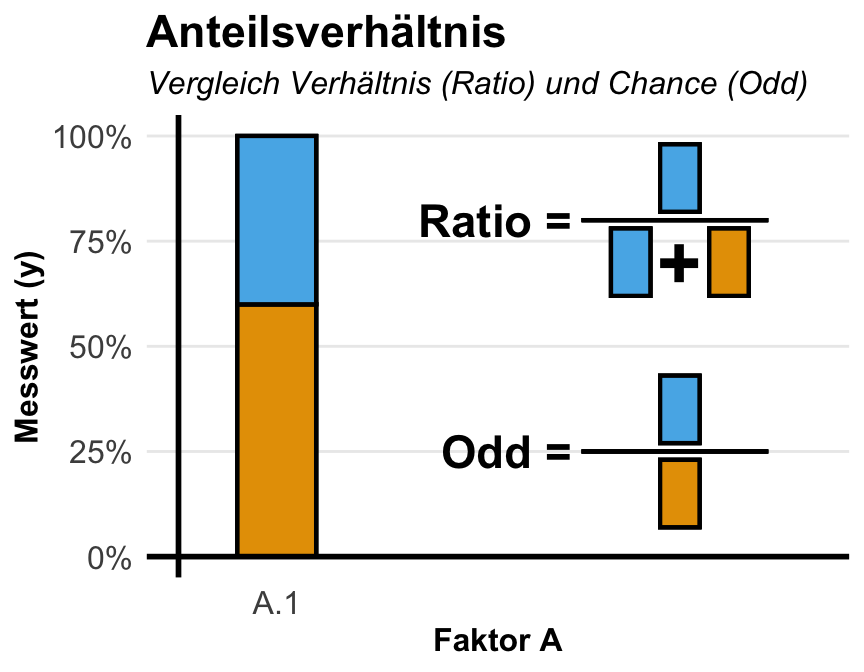 Anteilsverhältnis
Vergleich Verhältnis (Ratio) und Chance (Odd)
Messwert (y)
100%
75%
50%
25%
0%
Ratio =
+
Odd =
A.1
Faktor A